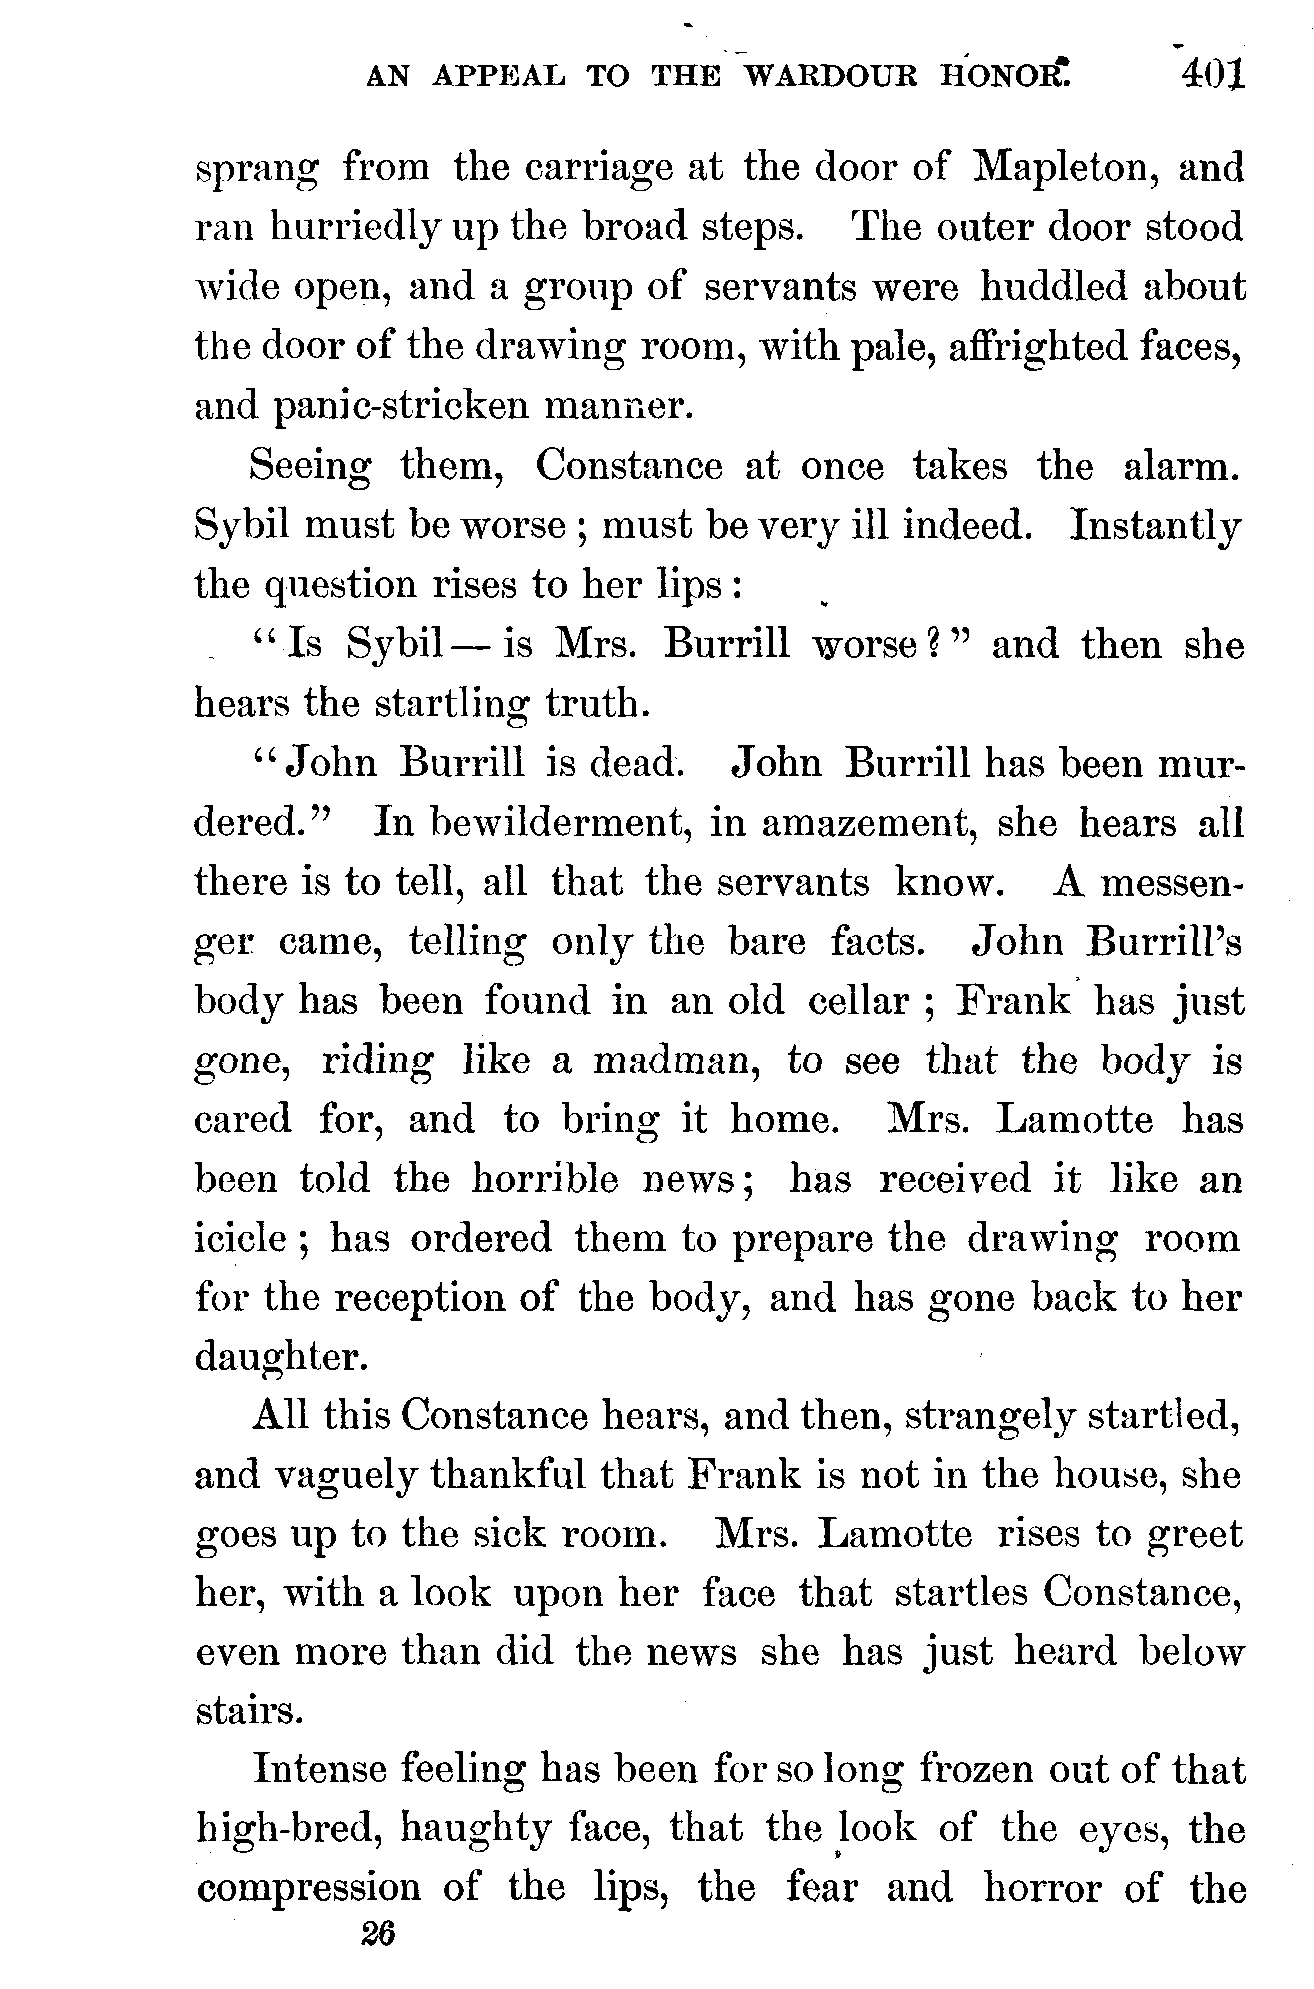 AN APPEAL TO THE WARDOUR HONOR. 401
sprang from the carriage at the door of Mapleton, and
ran hurriedly up the broad steps. The outer door stood
wide open, and a group of servants were huddled about
the door of the drawing room, with pale, affrighted faces,
and panic-stricken manner.
Seeing them, Constance at once takes the alarm.
Sybil must be worse ; must be very ill indeed. Instantly
the question rises to her lips :
“ Is Sybil — is Mrs. Burrill worse ? ” and then she
hears the startling truth.
“ John Burrill is dead. John Burrill has been mur-
dered.” In bewilderment, in amazement, she hears all
there is to tell, all that the servants know. A messen-
ger came, telling only the bare facts. John Burrill’s
body has been found in an old cellar ; Frank has just
gone, riding like a madman, to see that the body is
cared for, and to bring it home. Mrs. Lamotte has
been told the horrible news ; has received it like an
icicle ; has ordered them to prepare the drawing room
for the reception of the body, and has gone back to her
daughter.
All this Constance hears, and then, strangely startled,
and vaguely thankful that Frank is not in the house, she
goes up to the sick room. Mrs. Lamotte rises to greet
her, with a look upon her face that startles Constance,
even more than did the news she has just heard below
stairs.
Intense feeling has been for so long frozen out of that
high-bred, haughty face, that the look of the eyes, the
compression of the lips, the fear and horror of the
26